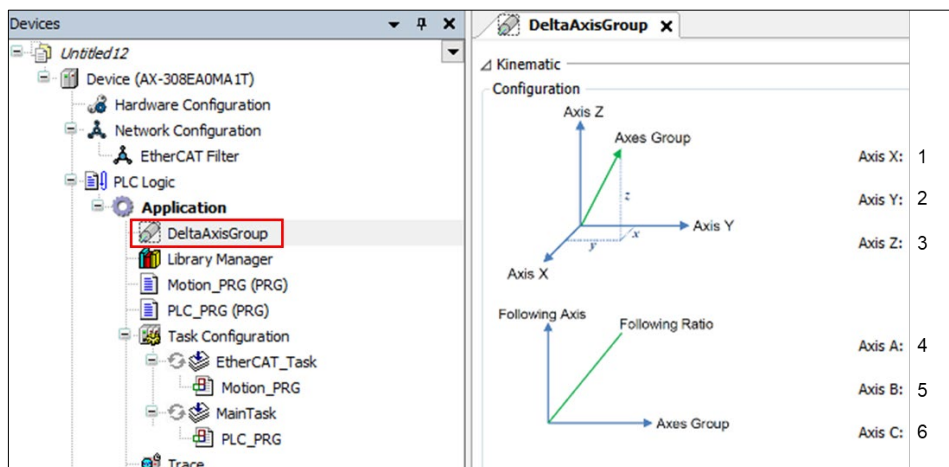 Devices
Untitled12
Device (AX-308EA0MA1T)
Hardware Configuration
Network Configuration
EtherCAT Filter
PLC Logic
Application
DeltaAxisGroup
Library Manager
Motion_PRG (PRG)
PLC_PRG (PRG)
Task Configuration
EtherCAT_Task
Motion_PRG
MainTask
PLC_PRG
Trace
DeltaAxisGroup
Kinematic
Configuration
Axis Z
Axes Group
z
Axis Y
x
y
Axis X
Axis X: 1
Axis Y: 2
Axis Z: 3
Following Axis
Following Ratio
Axes Group
Axis A: 4
Axis B: 5
Axis C: 6